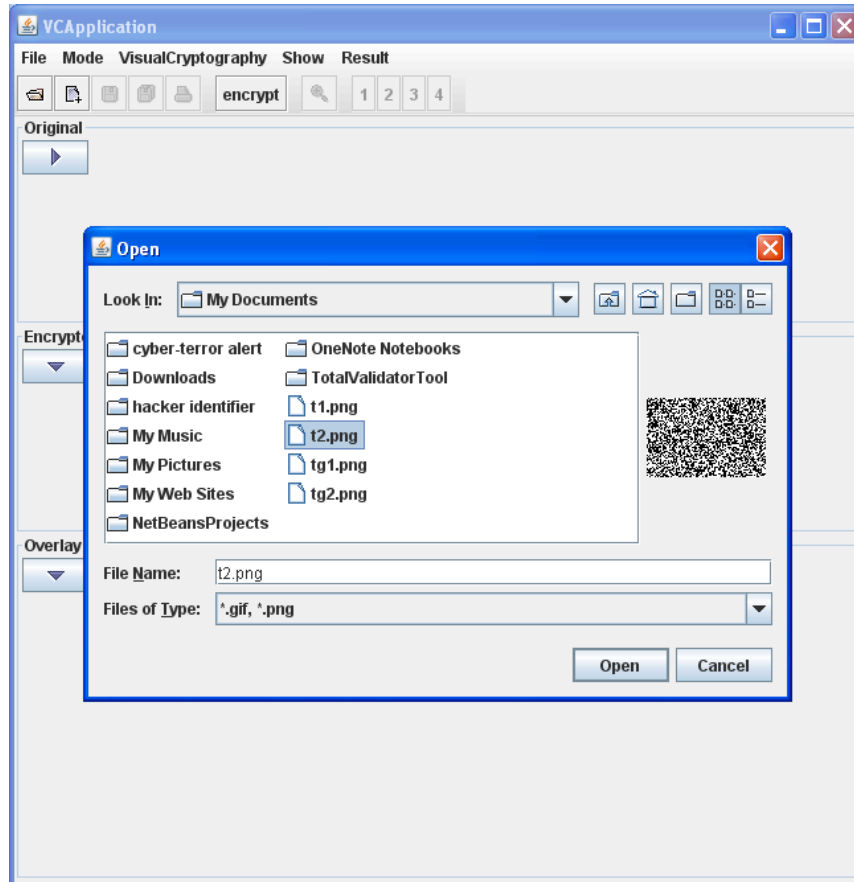 VCApplication
File Mode VisualCryptography Show Result
encrypt 1 2 3 4
Original
Open
Look In: My Documents
Encrypt
cyber-terror alert OneNote Notebooks
Downloads TotalValidatorTool
hacker identifier t1.png
My Music t2.png
My Pictures tg1.png
My Web Sites tg2.png
NetBeansProjects
Overlay
File Name: t2.png
Files of Type: *.gif, *.png
Open Cancel